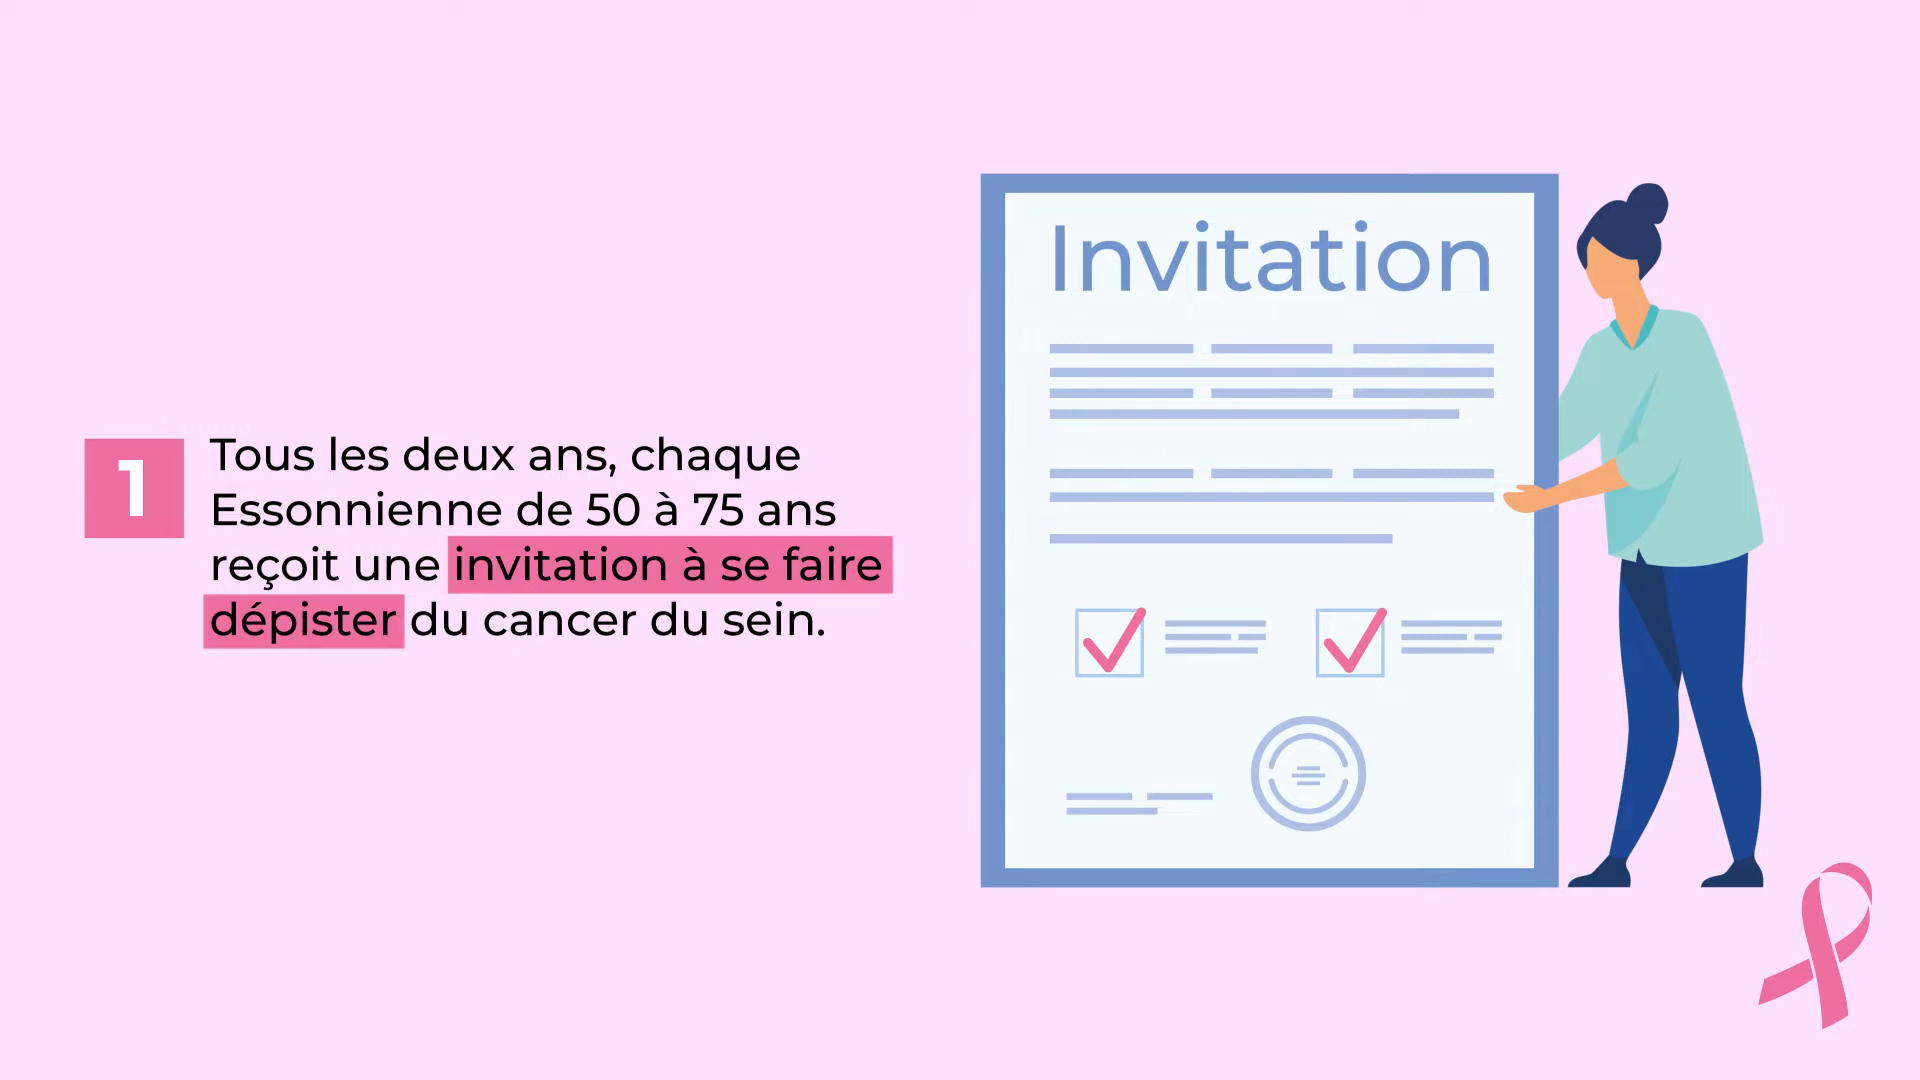 1
Tous les deux ans, chaque
Essonnienne de 50 à 75 ans
reçoit une invitation à se faire
dépister du cancer du sein.
Invitation